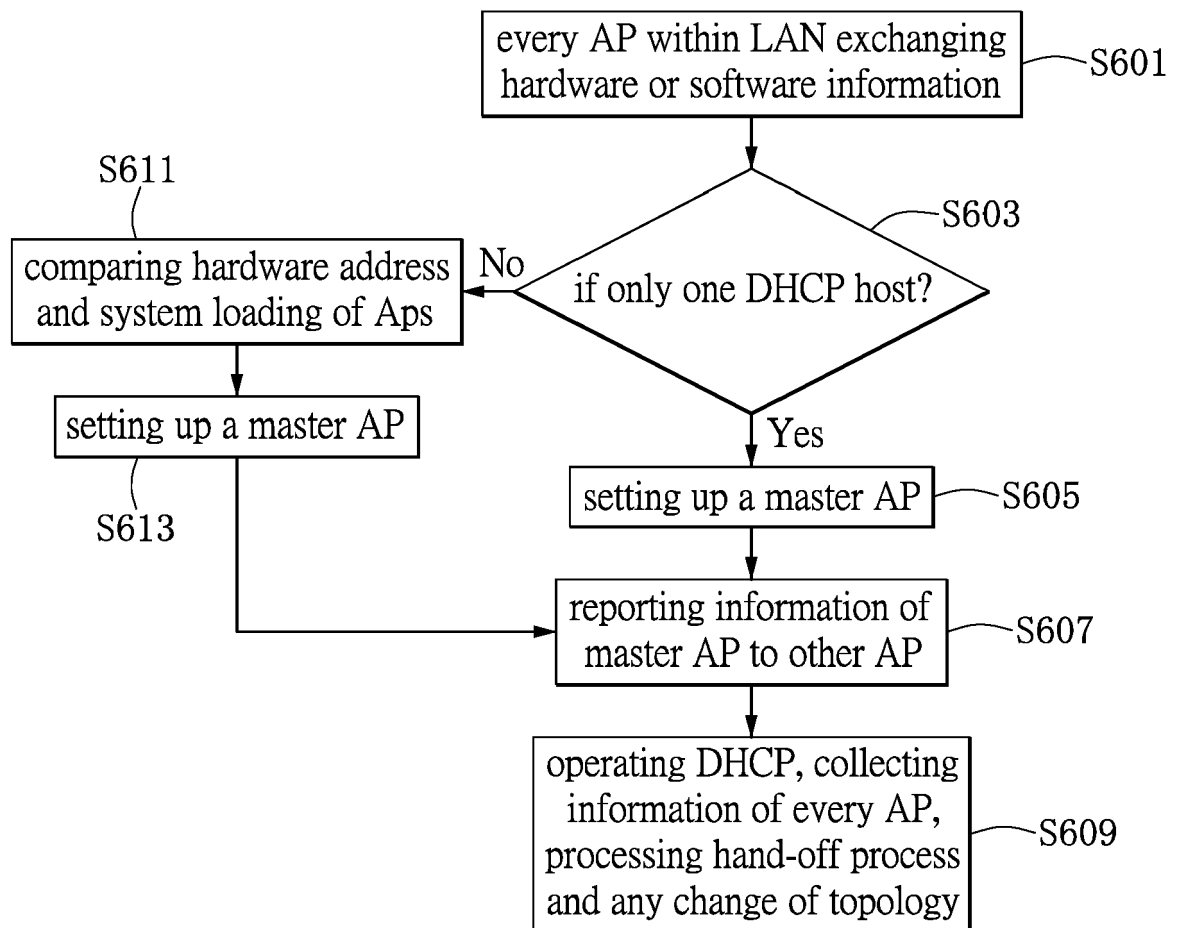 every AP within LAN exchanging
hardware or software information
S601
S611
S603
comparing hardware address
and system loading of Aps
No
if only one DHCP host?
setting up a master AP
S613
Yes
setting up a master AP
S605
reporting information of
master AP to other AP
S607
operating DHCP, collecting
information of every AP,
processing hand-off process
and any change of topology
S609